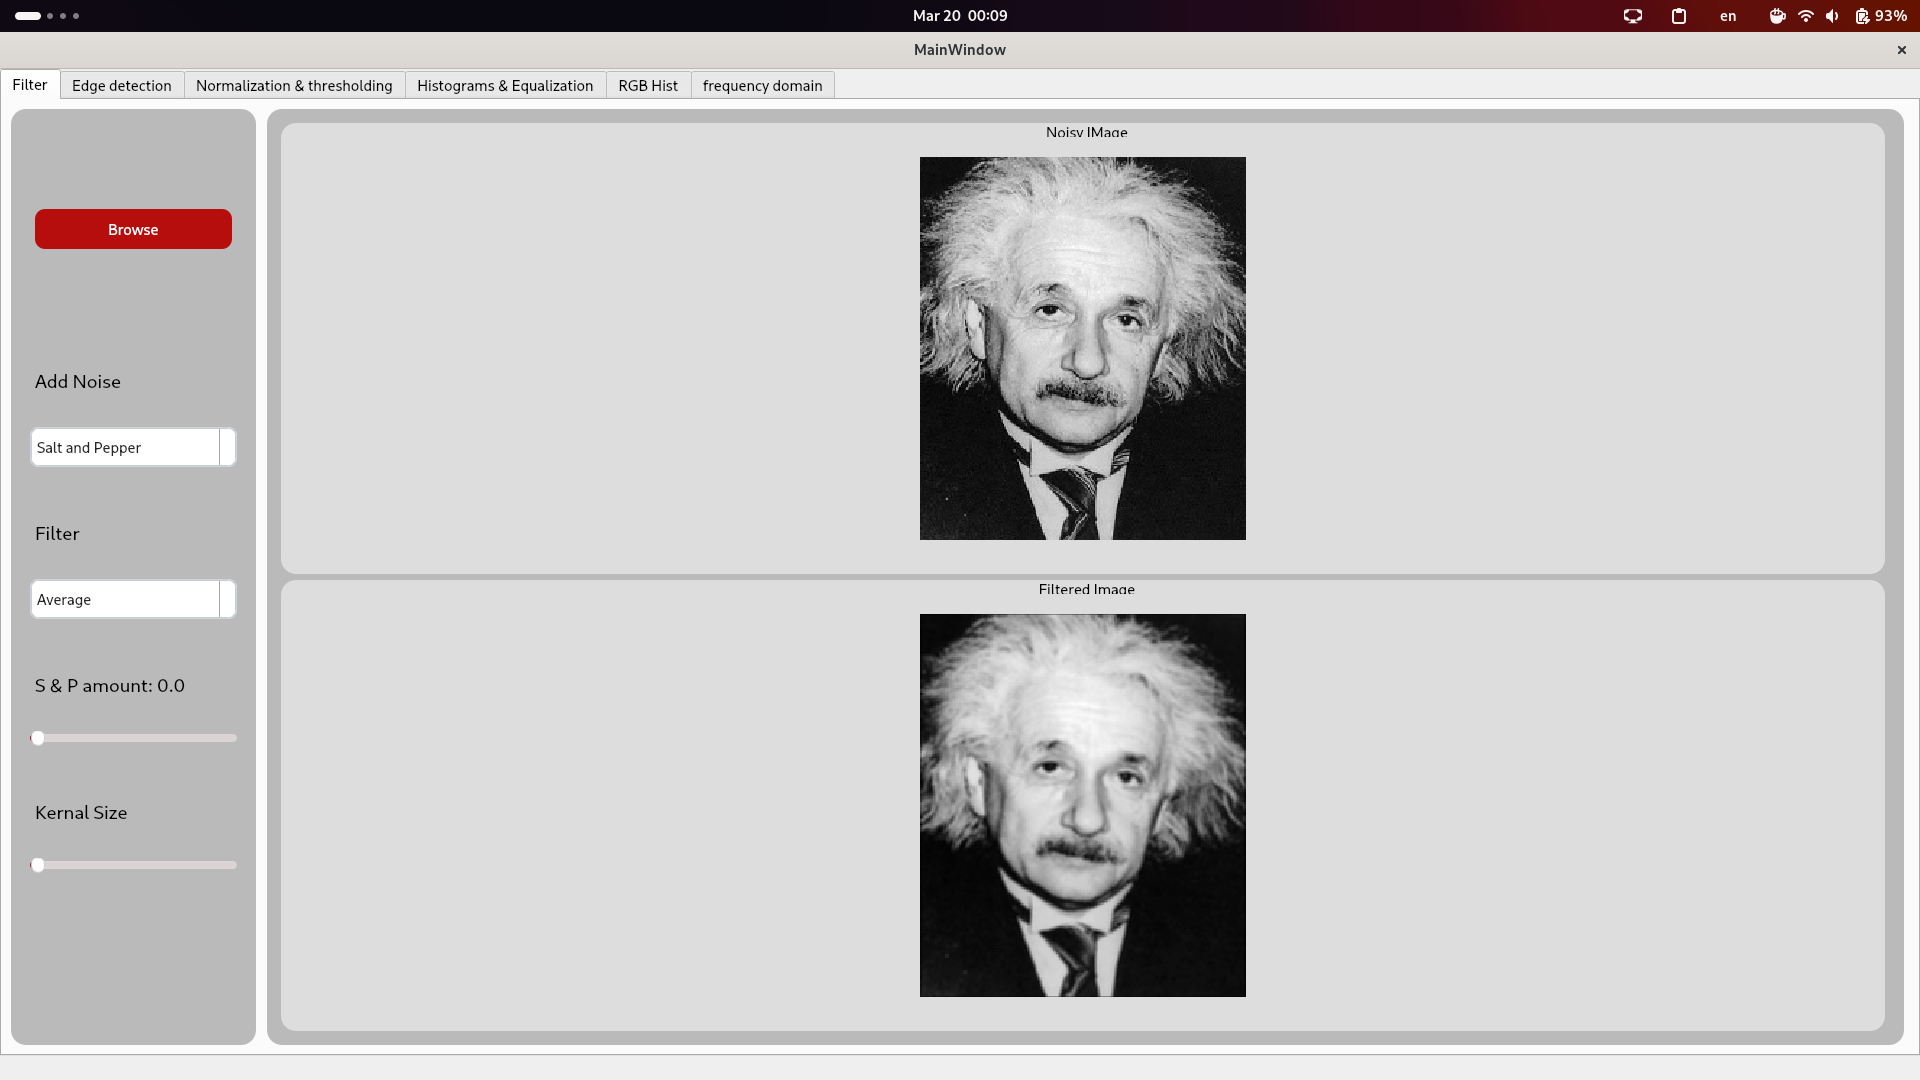 Mar 20 00:09
en
93%
MainWindow
Filter
Edge detection
Normalization & thresholding
Histograms & Equalization
RGB Hist
frequency domain
Browse
Add Noise
Salt and Pepper
Filter
Average
S & P amount: 0.0
Kernal Size
Noisy IMage
Filtered Image